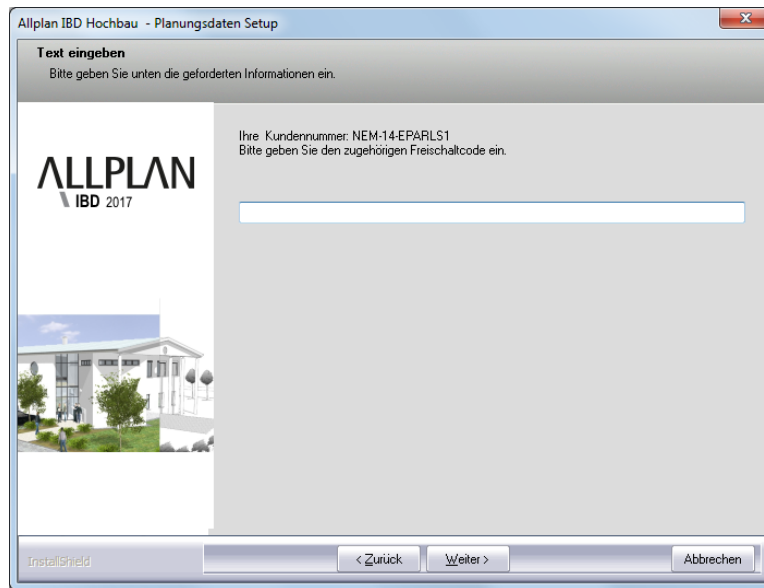 Allplan IBD Hochbau - Planungsdaten Setup
Text eingeben
Bitte geben Sie unten die geforderten Informationen ein.
Ihre Kundennummer: NEM-14-EPARLS1
Bitte geben Sie den zugehörigen Freischaltcode ein.
ALLPLAN
IBD 2017
InstallShield
< Zurück
Weiter >
Abbrechen